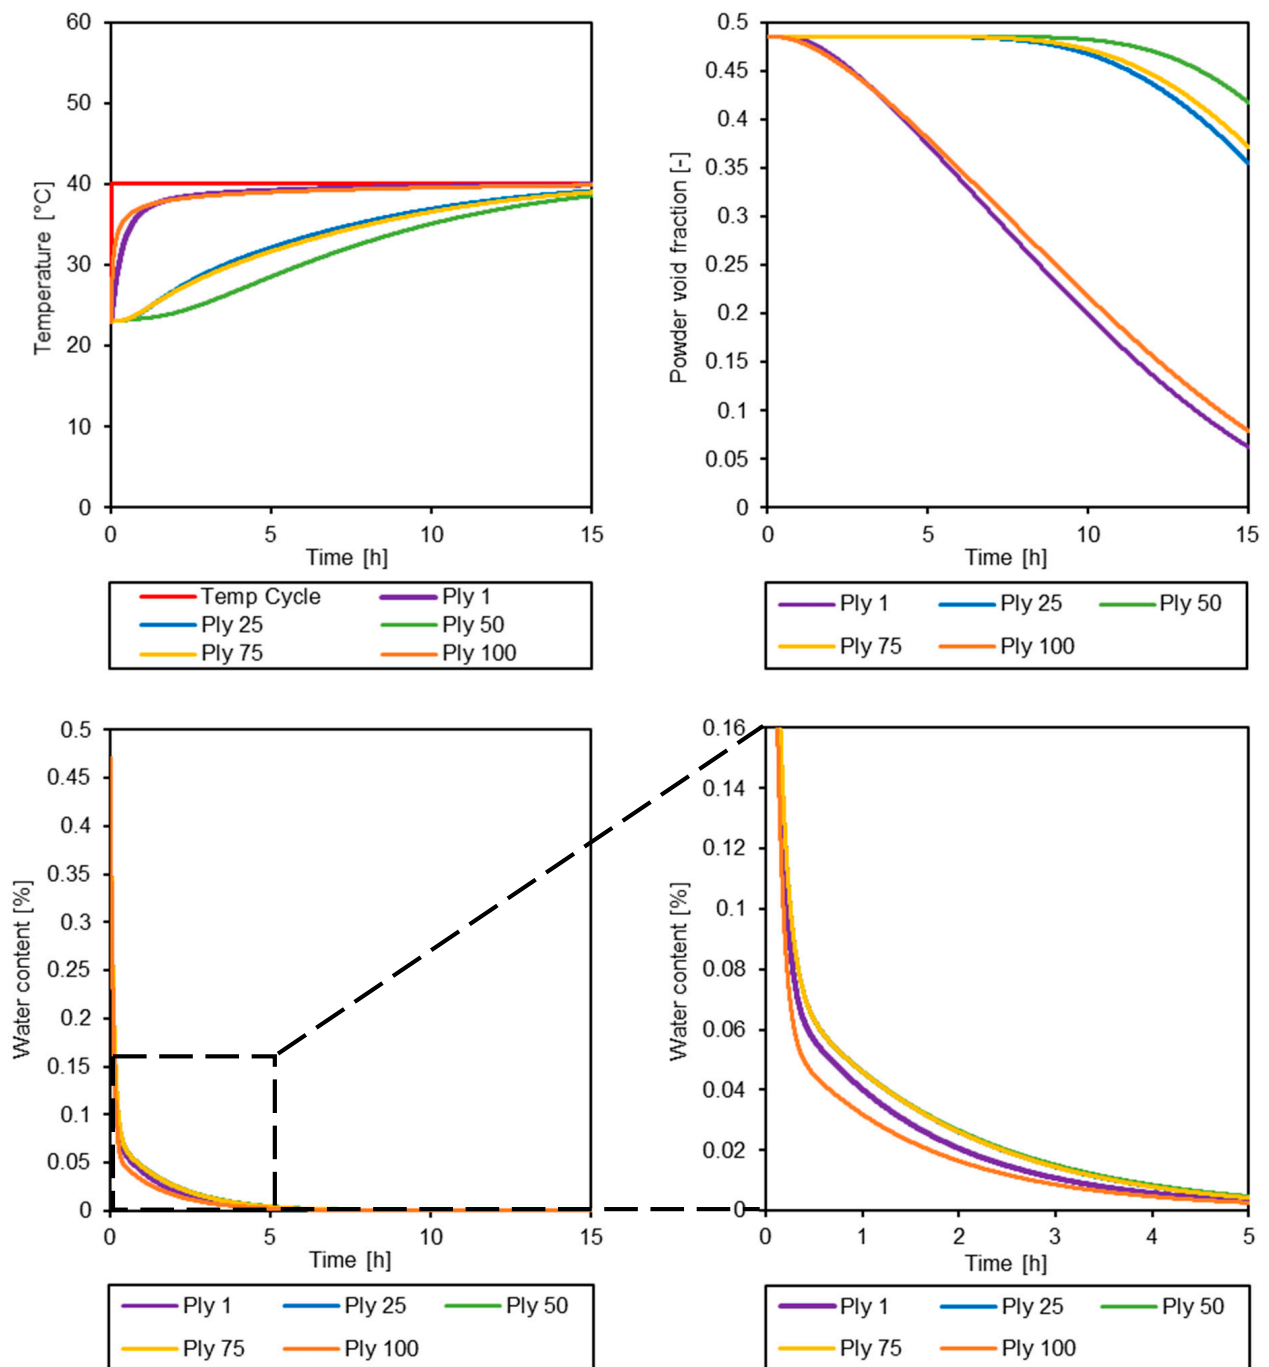 Temperature [°C]
60
50
40
30
20
10
0
0 5 10 15
Time [h]
Temp Cycle Ply 1
Ply 25 Ply 50
Ply 75 Ply 100
Powder void fraction [-]
0.5
0.45
0.4
0.35
0.3
0.25
0.2
0.15
0.1
0.05
0
0 5 10 15
Time [h]
Ply 1 Ply 25 Ply 50
Ply 75 Ply 100
Water content [%]
0.5
0.45
0.4
0.35
0.3
0.25
0.2
0.15
0.1
0.05
0
0 5 10 15
Time [h]
Ply 1 Ply 25 Ply 50
Ply 75 Ply 100
Water content [%]
0.16
0.14
0.12
0.1
0.08
0.06
0.04
0.02
0
0 1 2 3 4 5
Time [h]
Ply 1 Ply 25 Ply 50
Ply 75 Ply 100